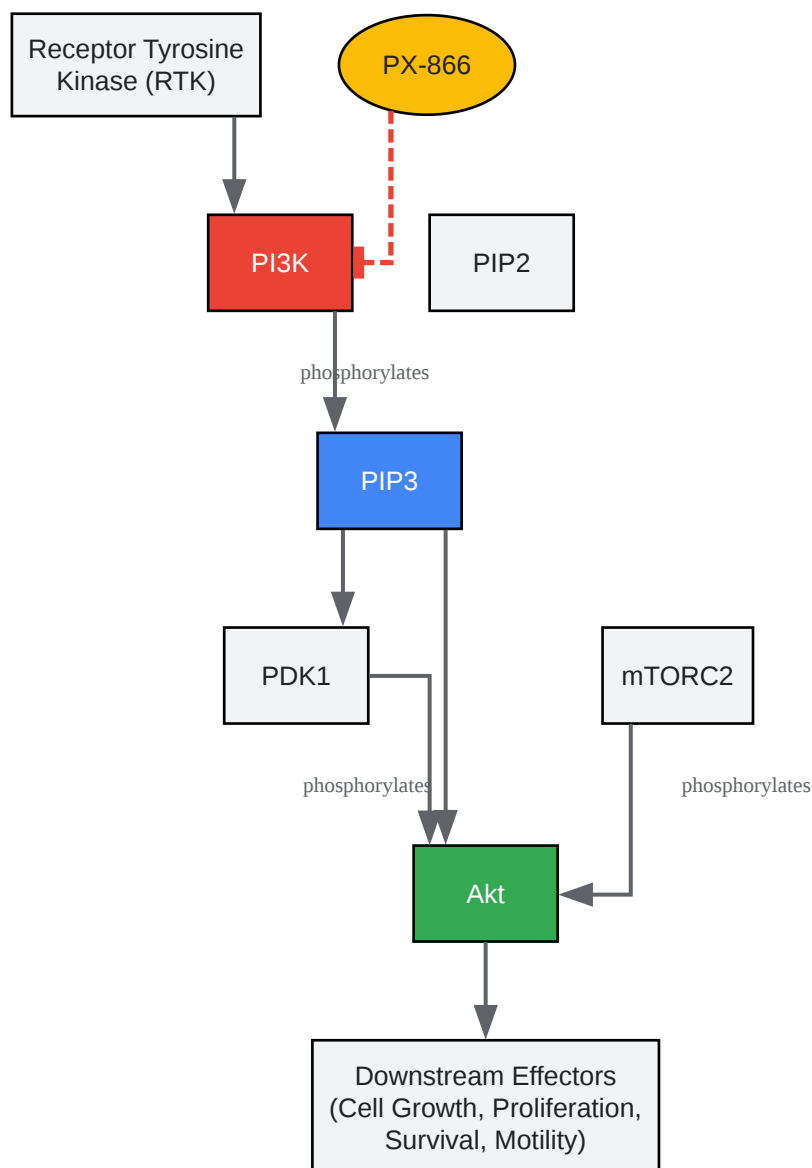 Receptor Tyrosine
Kinase (RTK)
PX-866
PI3K
PIP2
phosphorylates
PIP3
PDK1
mTORC2
phosphorylates
phosphorylates
Akt
Downstream Effectors
(Cell Growth, Proliferation,
Survival, Motility)